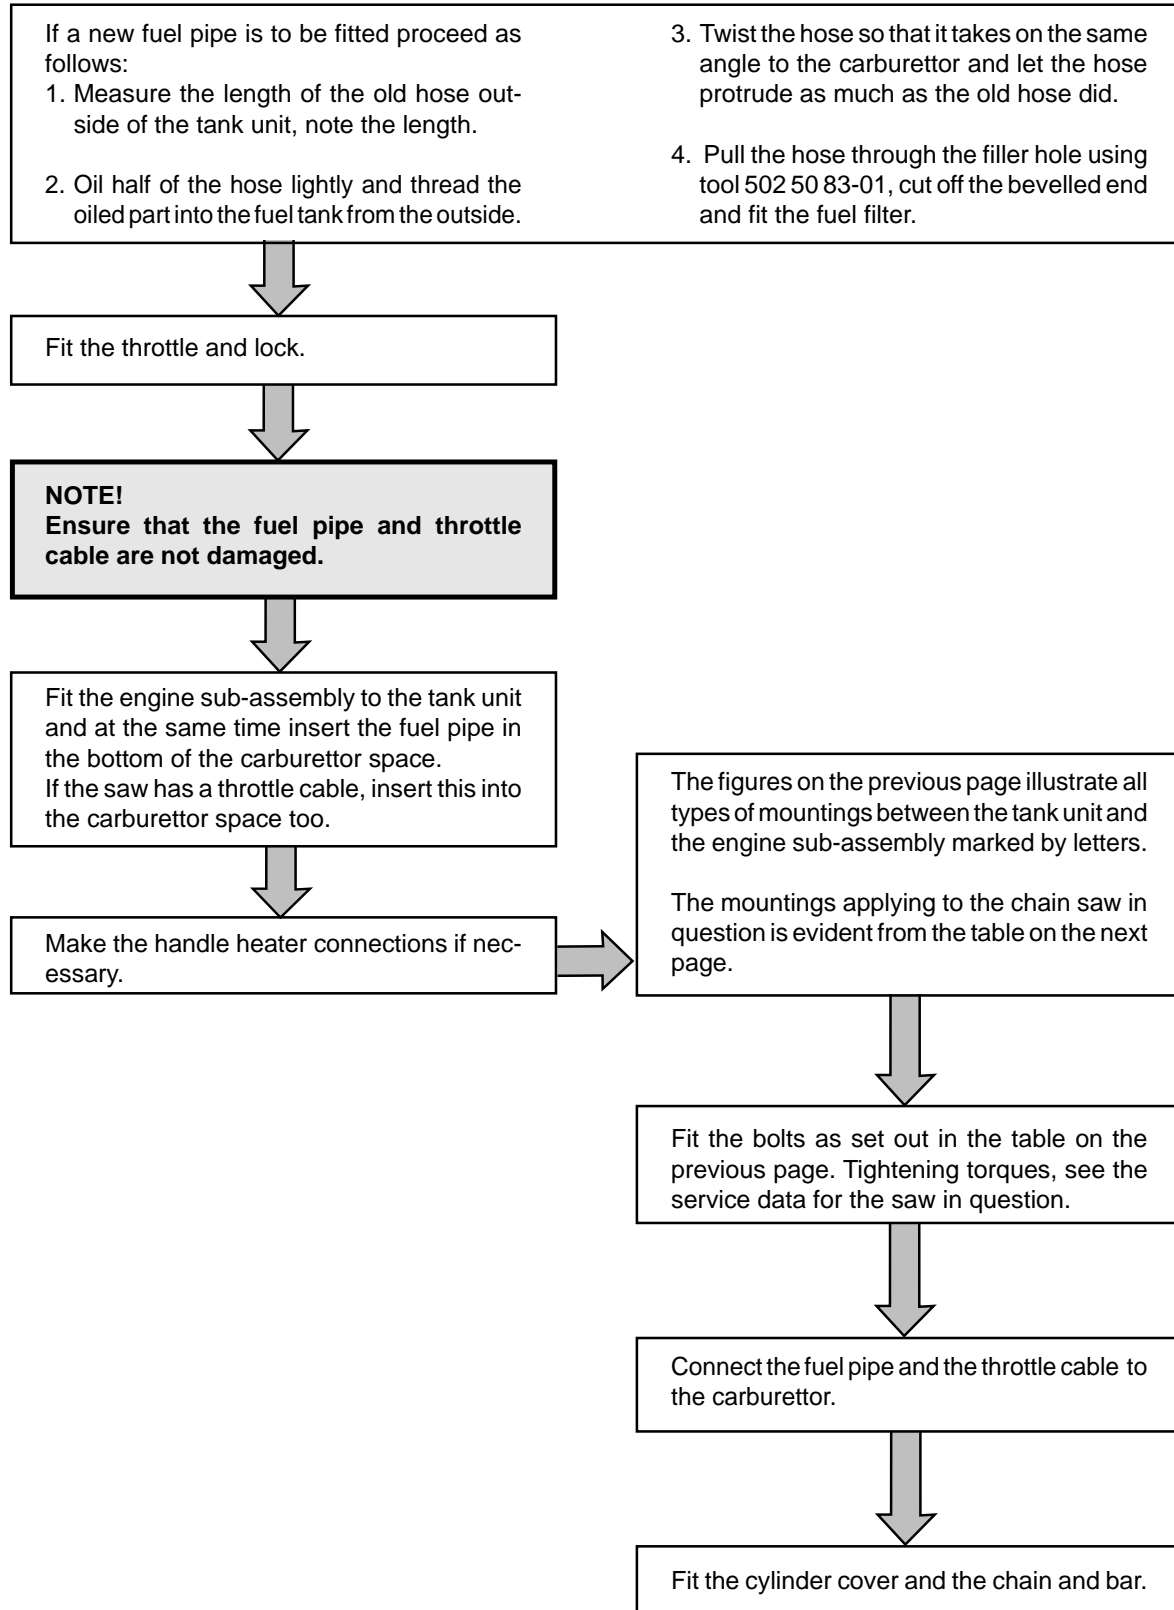 If a new fuel pipe is to be fitted proceed as
follows:
1. Measure the length of the old hose out-
side of the tank unit, note the length.
2. Oil half of the hose lightly and thread the
oiled part into the fuel tank from the outside.
3. Twist the hose so that it takes on the same
angle to the carburettor and let the hose
protrude as much as the old hose did.
4. Pull the hose through the filler hole using
tool 502 50 83-01, cut off the bevelled end
and fit the fuel filter.
Fit the throttle and lock.
NOTE!
Ensure that the fuel pipe and throttle
cable are not damaged.
Fit the engine sub-assembly to the tank unit
and at the same time insert the fuel pipe in
the bottom of the carburettor space.
If the saw has a throttle cable, insert this into
the carburettor space too.
Make the handle heater connections if nec-
essary.
The figures on the previous page illustrate all
types of mountings between the tank unit and
the engine sub-assembly marked by letters.
The mountings applying to the chain saw in
question is evident from the table on the next
page.
Fit the bolts as set out in the table on the
previous page. Tightening torques, see the
service data for the saw in question.
Connect the fuel pipe and the throttle cable to
the carburettor.
Fit the cylinder cover and the chain and bar.